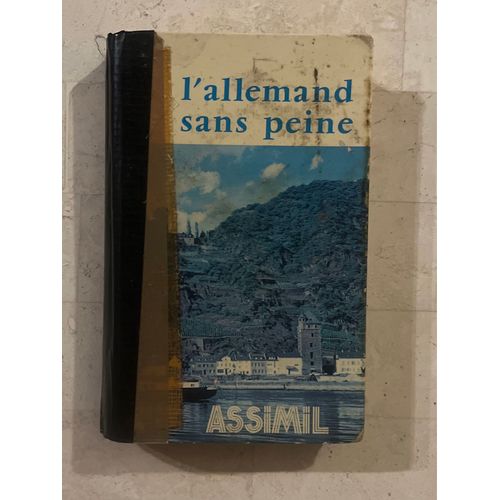 l'allemand
sans peine
ASSiMiL